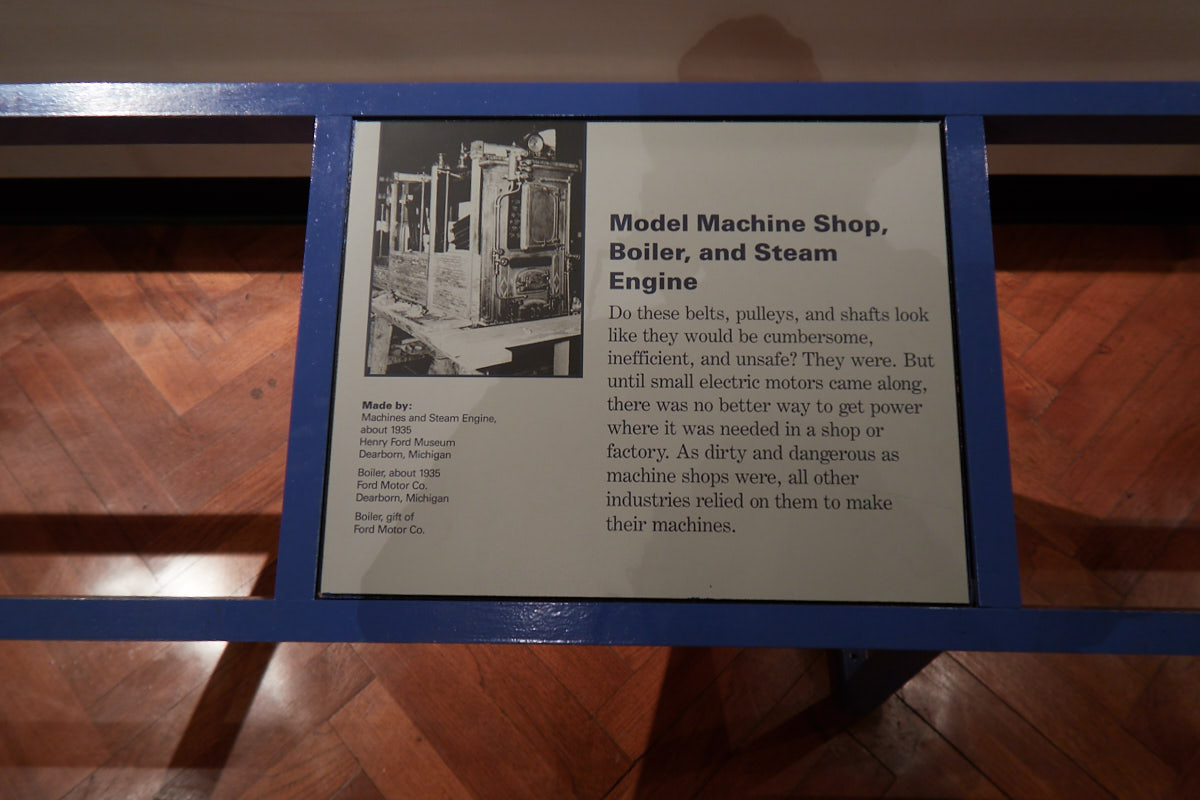 Model Machine Shop,
Boiler, and Steam
Engine
Do these belts, pulleys, and shafts look
like they would be cumbersome,
inefficient, and unsafe? They were. But
until small electric motors came along,
there was no better way to get power
where it was needed in a shop or
factory. As dirty and dangerous as
machine shops were, all other
industries relied on them to make
their machines.
Made by:
Machines and Steam Engine,
about 1935
Henry Ford Museum
Dearborn, Michigan
Boiler, about 1935
Ford Motor Co.
Dearborn, Michigan
Boiler, gift of
Ford Motor Co.